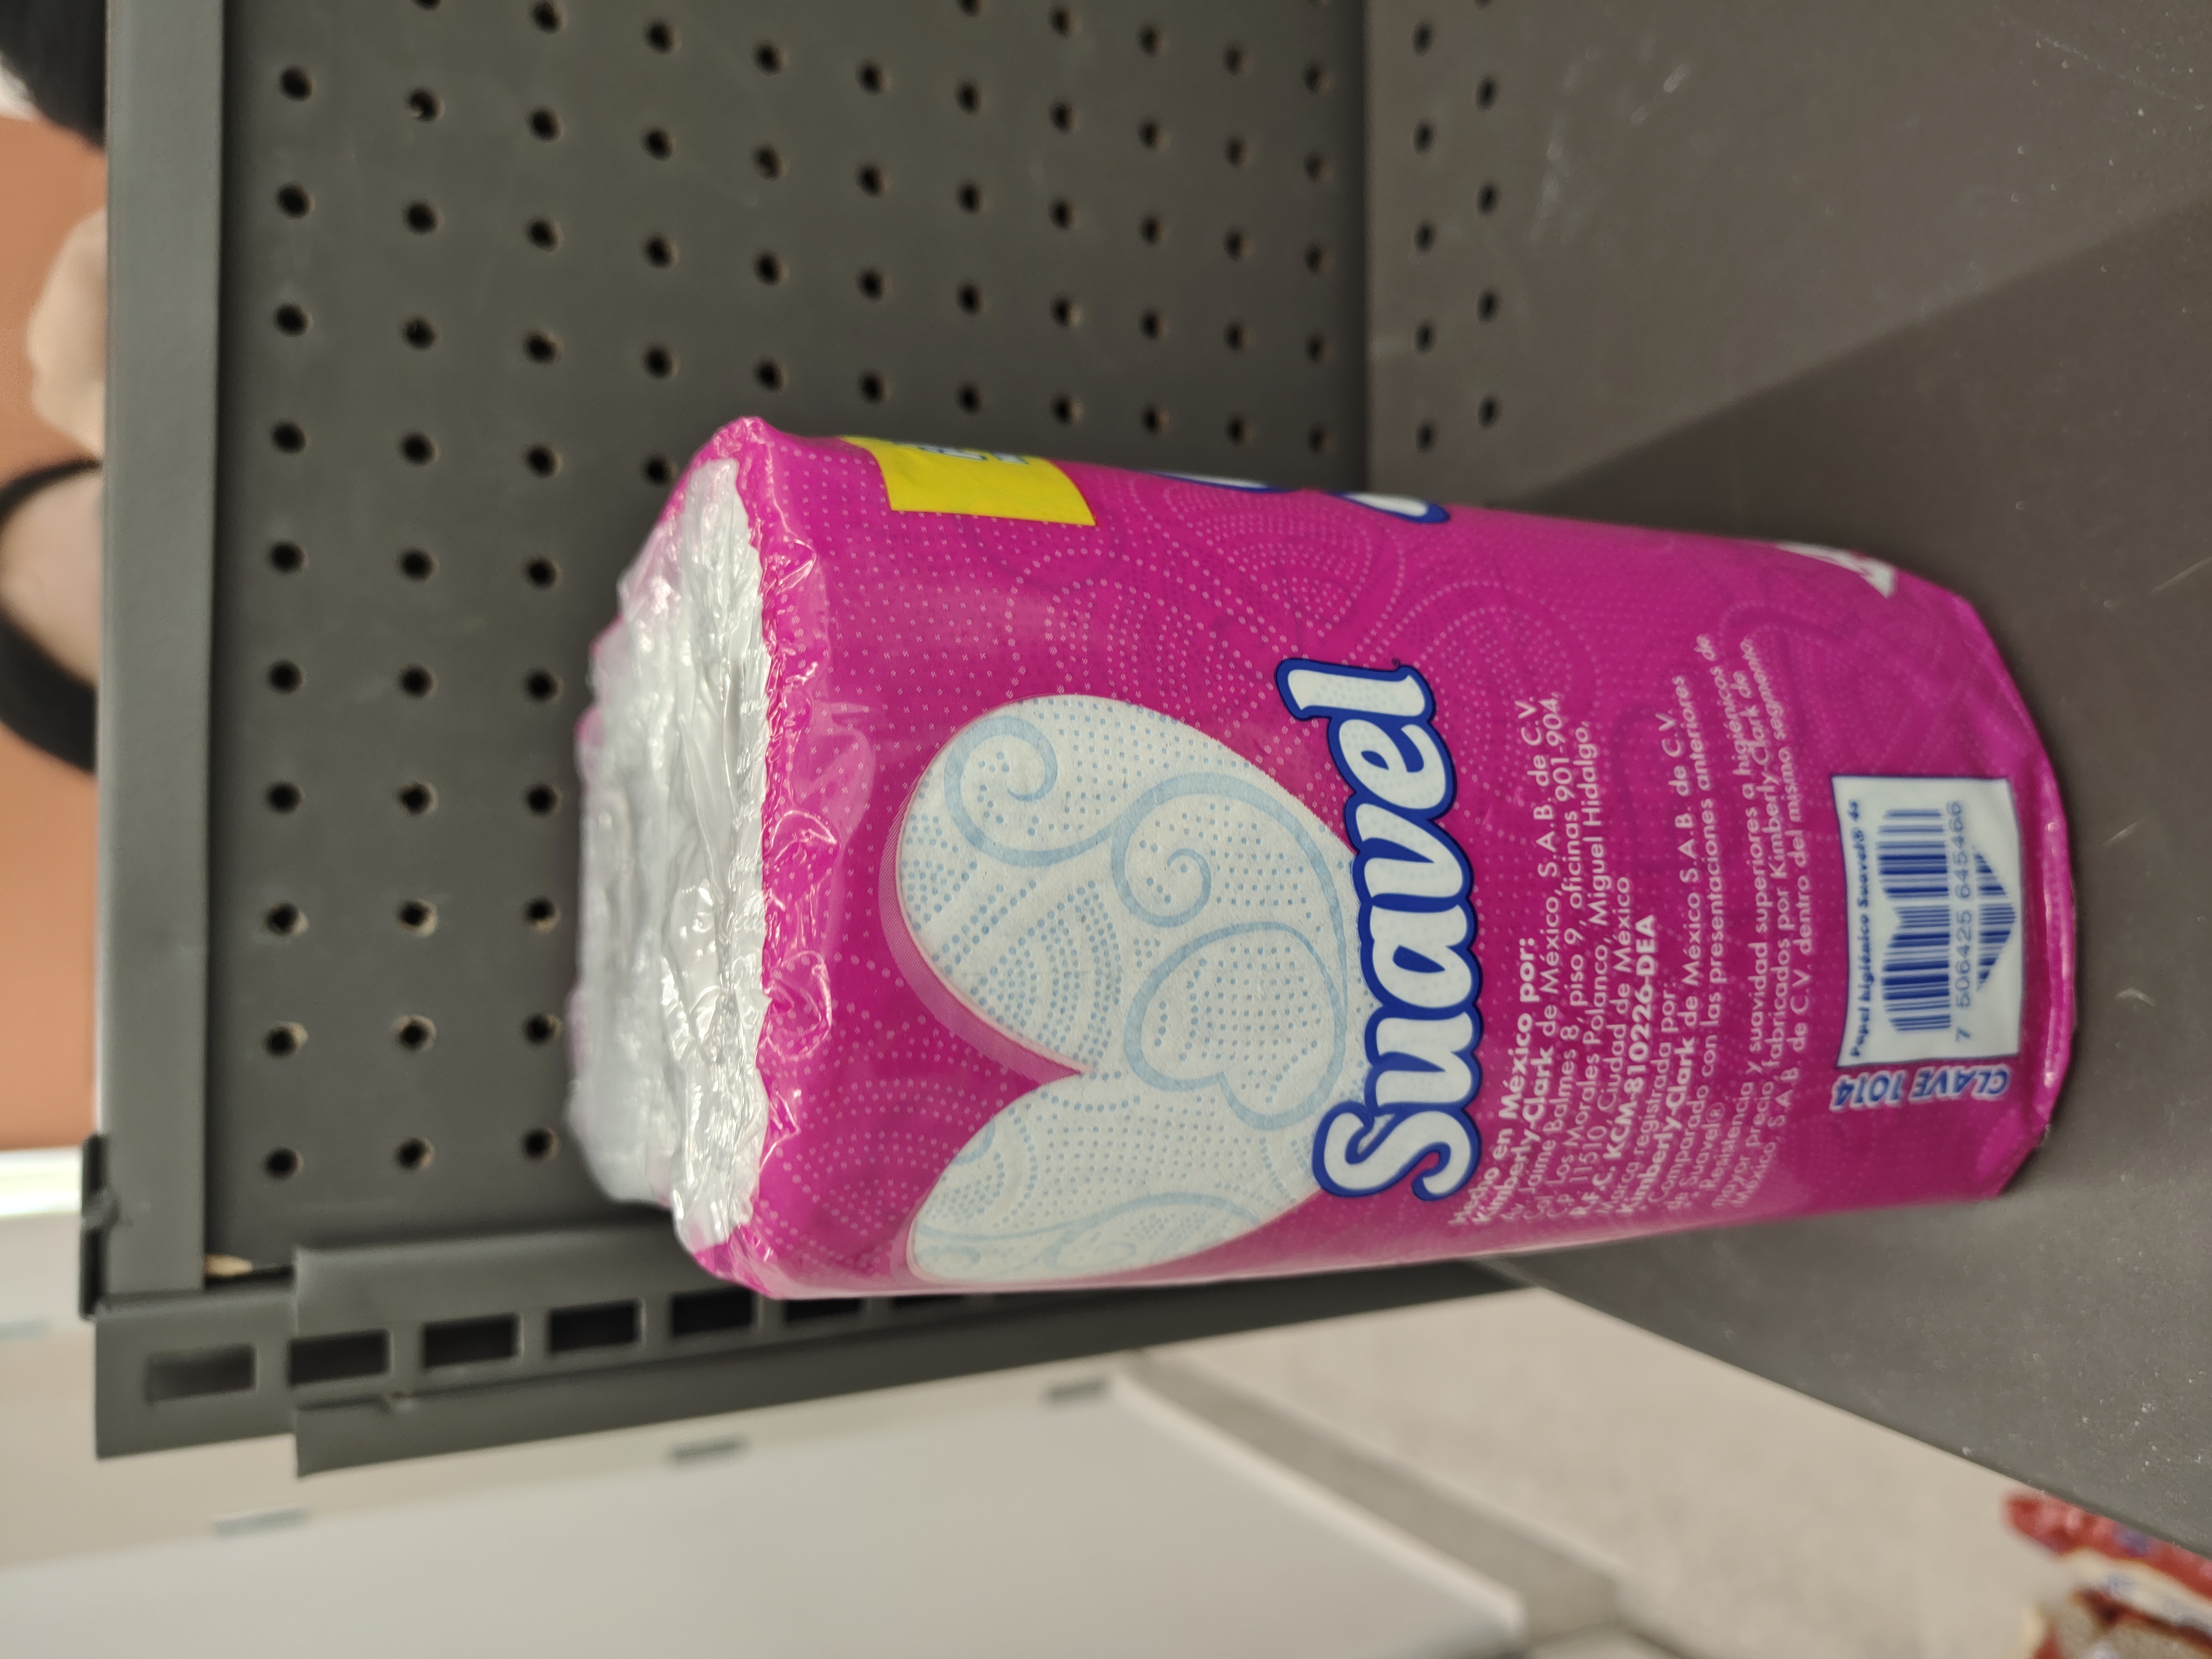 Suavel
Hecho en México por:
Kimberly-Clark de México, S.A.B. de C.V.
Av. Jaime Balmes 8, piso 9, oficinas 901-904,
Col. Los Morales Polanco, Miguel Hidalgo,
C.P. 11510, Ciudad de México
R.F.C. KCM-810226-DEA
Marca registrada por:
Kimberly-Clark de México S.A.B. de C.V.
*Comparado con las presentaciones anteriores
de Suavel®
** Resistencia y suavidad superiores a higiénicos de
mayor precio, fabricados por Kimberly-Clark de
México, S.A.B. de C.V. dentro del mismo segmento.
CLAVE 1014
Papel higiénico Suavel® 4s
7 506425 645466